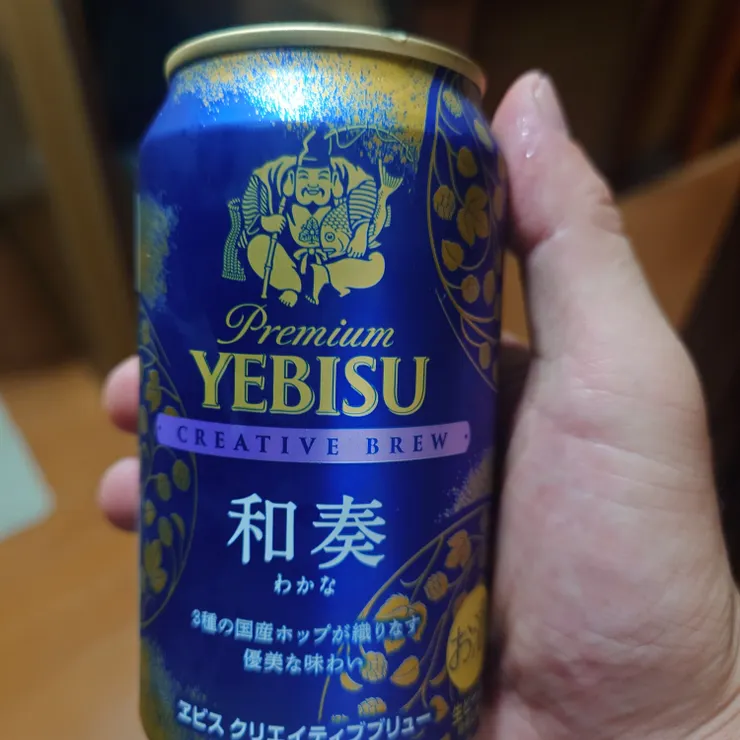 Premium
YEBISU
CREATIVE BREW
和奏
わかな
3種の国産ホップが織りなす
優美な味わい
ヱビス クリエイティブブリュー
お酒